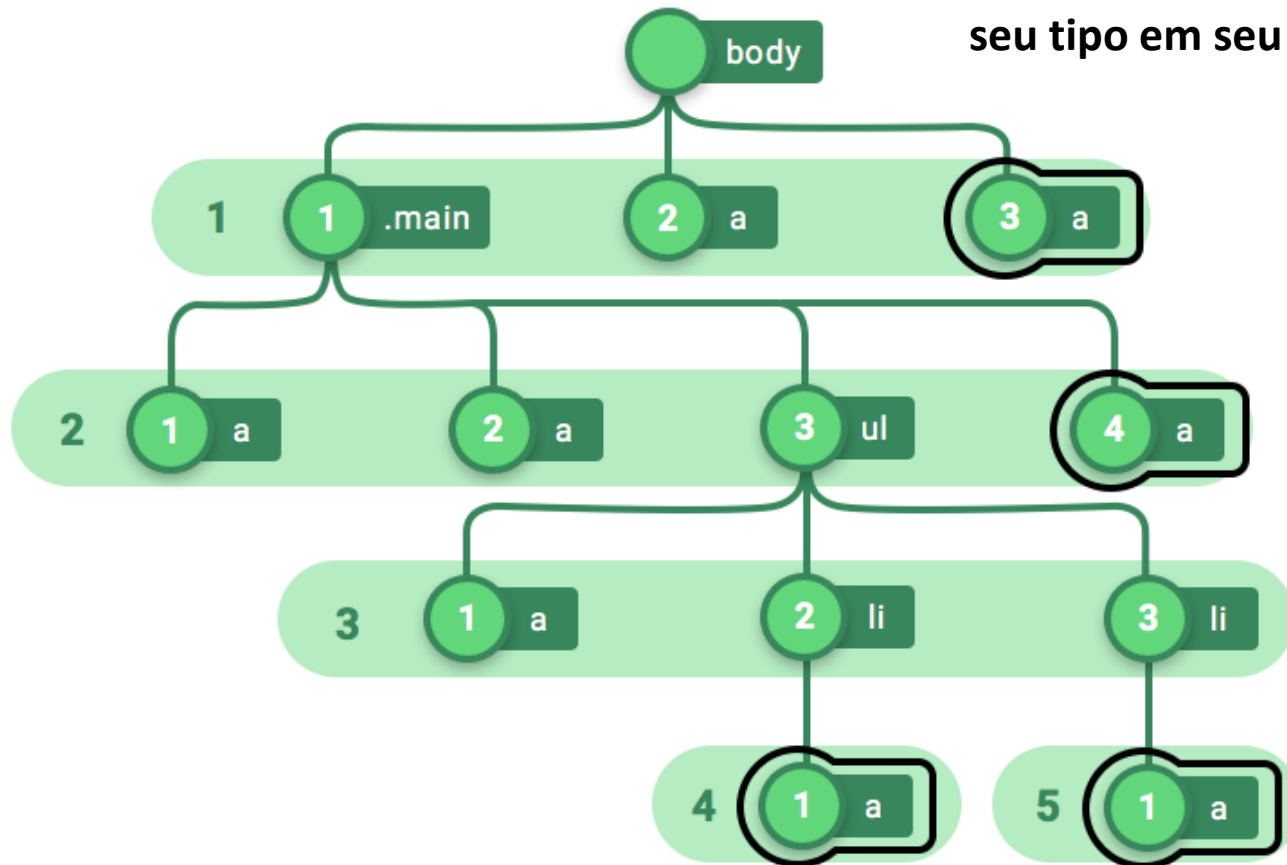 seu tipo em seu
body
1 1 .main 2 a 3 a
2 1 a 2 a 3 ul 4 a
3 1 a 2 li 3 li
4 1 a 5 1 a